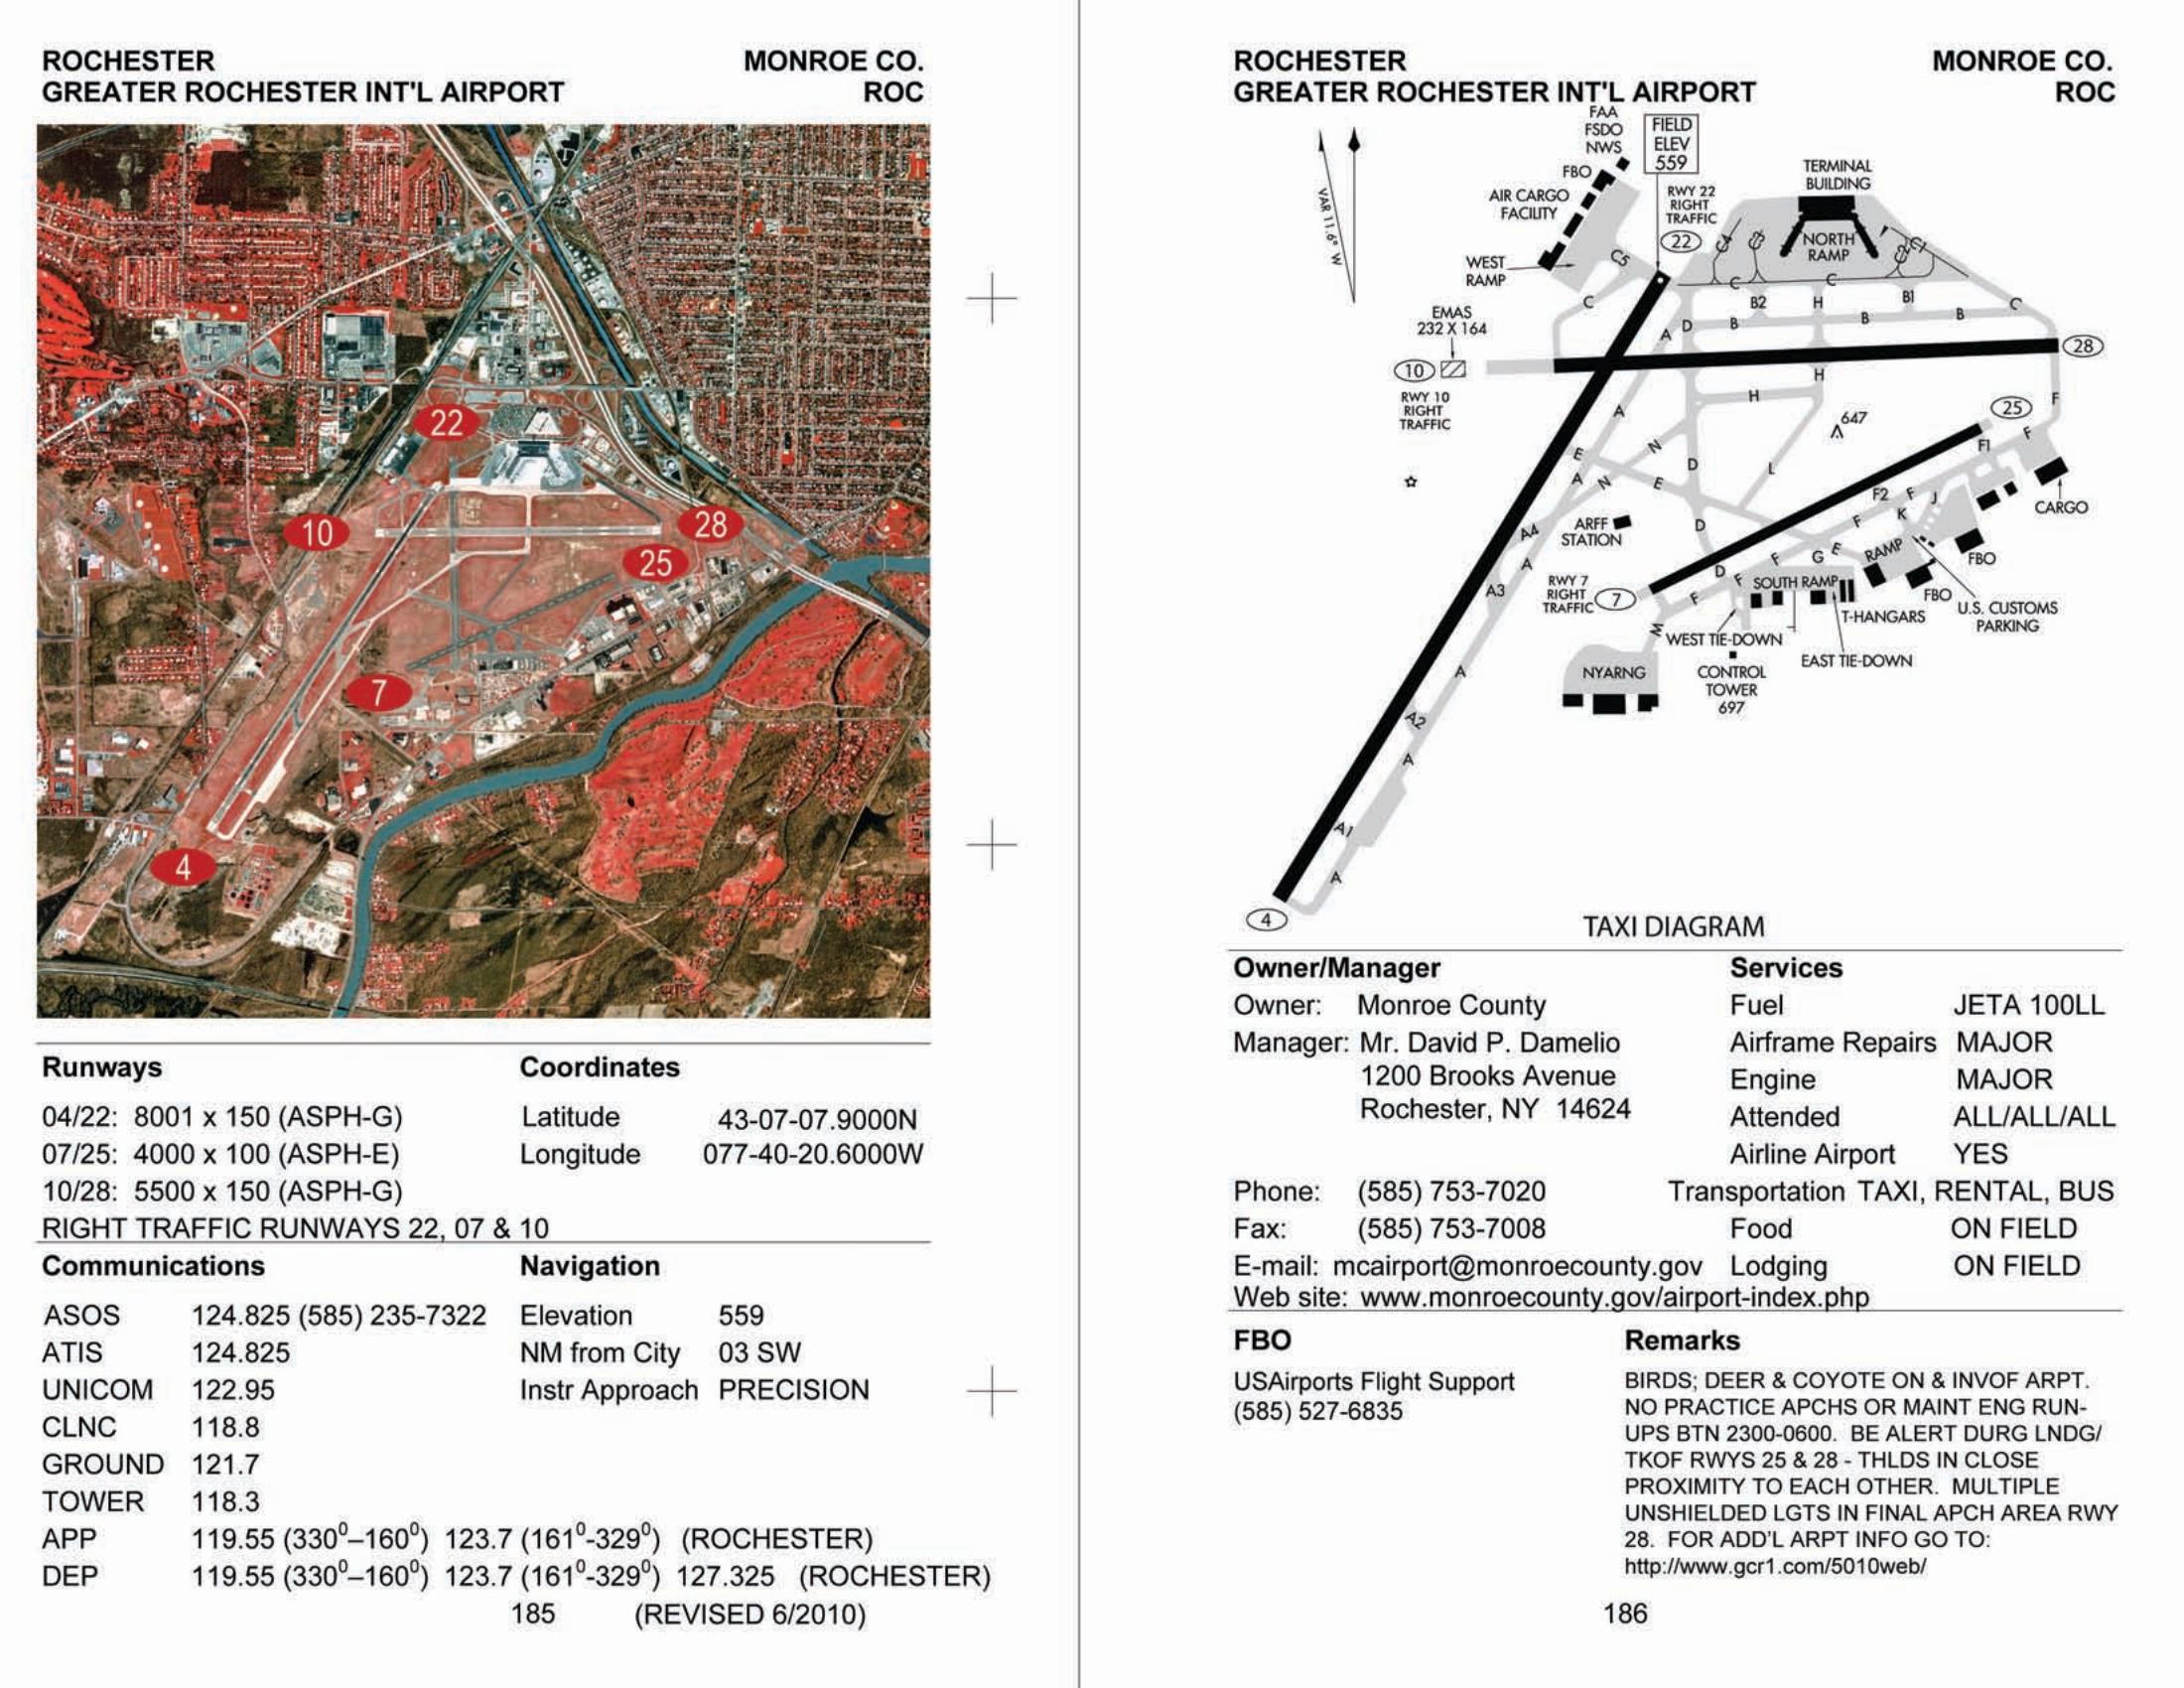 ROCHESTER
MONROE CO.
GREATER ROCHESTER INT'L AIRPORT
ROC
22
10
28
25
7
4
Runways
04/22: 8001 x 150 (ASPH-G)
07/25: 4000 x 100 (ASPH-E)
10/28: 5500 x 150 (ASPH-G)
RIGHT TRAFFIC RUNWAYS 22, 07 & 10
Coordinates
Latitude 43-07-07.9000N
Longitude 077-40-20.6000W
Communications
ASOS 124.825 (585) 235-7322
ATIS 124.825
UNICOM 122.95
CLNC 118.8
GROUND 121.7
TOWER 118.3
APP 119.55 (330⁰–160⁰) 123.7 (161⁰-329⁰) (ROCHESTER)
DEP 119.55 (330⁰–160⁰) 123.7 (161⁰-329⁰) 127.325 (ROCHESTER)
Navigation
Elevation 559
NM from City 03 SW
Instr Approach PRECISION
185 (REVISED 6/2010)
ROCHESTER
MONROE CO.
GREATER ROCHESTER INT'L AIRPORT
ROC
FAA
FSDO
NWS
FIELD
ELEV
559
VAR 11.6° W
FBO
AIR CARGO
FACILITY
RWY 22
RIGHT
TRAFFIC
22
TERMINAL
BUILDING
NORTH
RAMP
C4
C3
C2
C1
WEST
RAMP
C5
C
C
C
C
B2
H
B1
EMAS
232 X 164
A
D
B
B
B
28
10
RWY 10
RIGHT
TRAFFIC
H
H
F
25
A
647
F
F1
E
N
D
L
A
N
E
F2
F
J
CARGO
K
F
A4
ARFF
STATION
D
A
F
G
E
RAMP
FBO
A3
RWY 7
RIGHT
TRAFFIC
7
D
F
SOUTH RAMP
F
FBO
U.S. CUSTOMS
PARKING
T-HANGARS
M
WEST TIE-DOWN
EAST TIE-DOWN
A
NYARNG
CONTROL
TOWER
697
A2
A
A1
A
4
TAXI DIAGRAM
Owner/Manager
Owner: Monroe County
Manager: Mr. David P. Damelio
1200 Brooks Avenue
Rochester, NY 14624
Phone: (585) 753-7020
Fax: (585) 753-7008
E-mail: mcairport@monroecounty.gov
Web site: www.monroecounty.gov/airport-index.php
Services
Fuel JETA 100LL
Airframe Repairs MAJOR
Engine MAJOR
Attended ALL/ALL/ALL
Airline Airport YES
Transportation TAXI, RENTAL, BUS
Food ON FIELD
Lodging ON FIELD
FBO
USAirports Flight Support
(585) 527-6835
Remarks
BIRDS; DEER & COYOTE ON & INVOF ARPT.
NO PRACTICE APCHS OR MAINT ENG RUN-
UPS BTN 2300-0600. BE ALERT DURG LNDG/
TKOF RWYS 25 & 28 - THLDS IN CLOSE
PROXIMITY TO EACH OTHER. MULTIPLE
UNSHIELDED LGTS IN FINAL APCH AREA RWY
28. FOR ADD'L ARPT INFO GO TO:
http://www.gcr1.com/5010web/
186